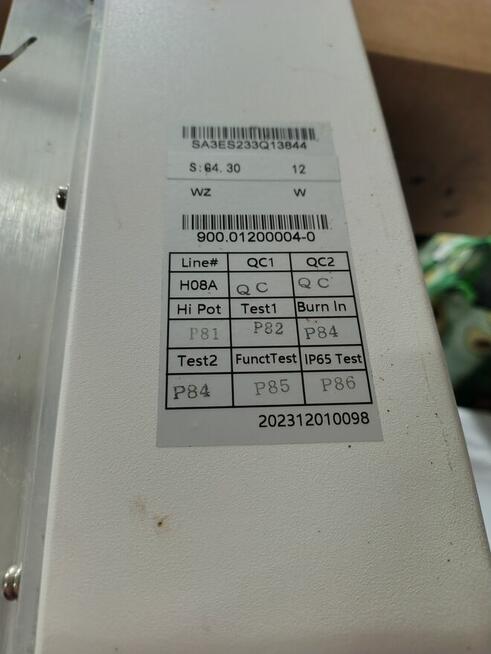 SA3ES233Q13844
S:64.30 12
WZ W
900.01200004-0
Line# QC1 QC2
H08A QC QC
Hi Pot Test1 Burn In
P81 P82 P84
Test2 FunctTest IP65 Test
P84 P85 P86
202312010098